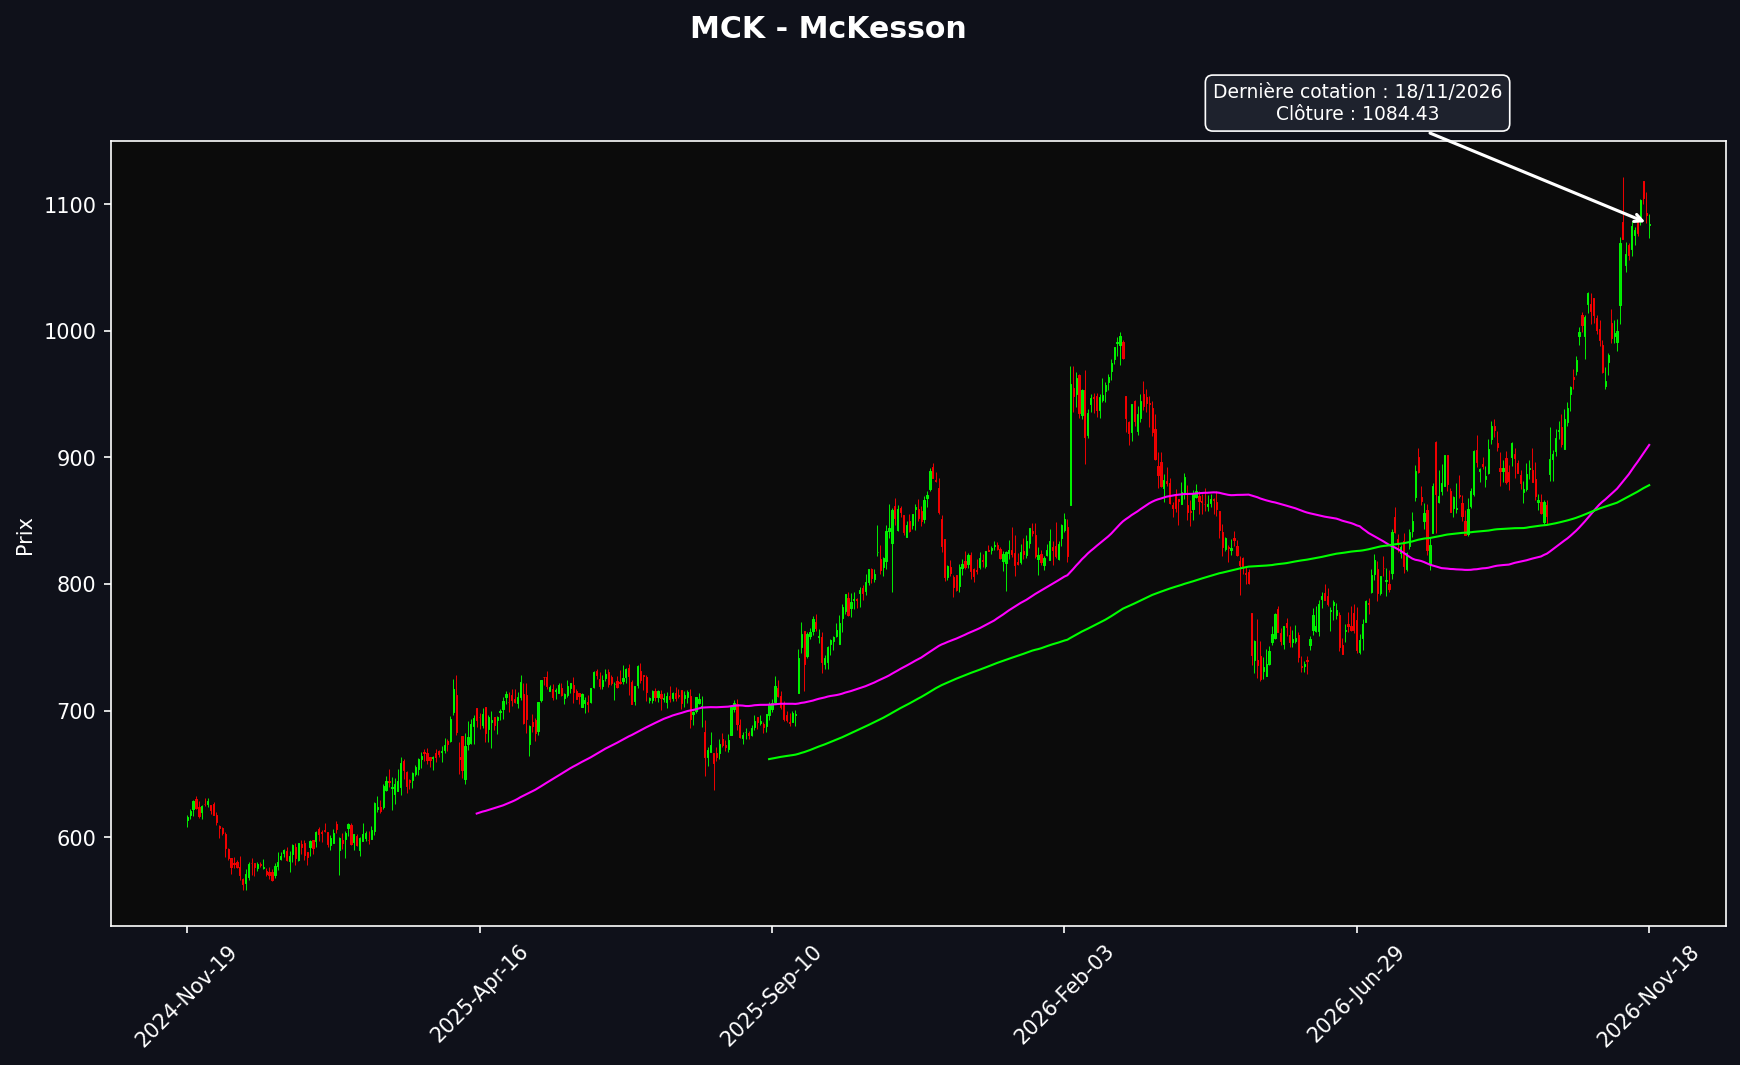 MCK - McKesson
Dernière cotation : 18/11/2026
Clôture : 1084.43
Prix
1100
1000
900
800
700
600
2024-Nov-19
2025-Apr-16
2025-Sep-10
2026-Feb-03
2026-Jun-29
2026-Nov-18